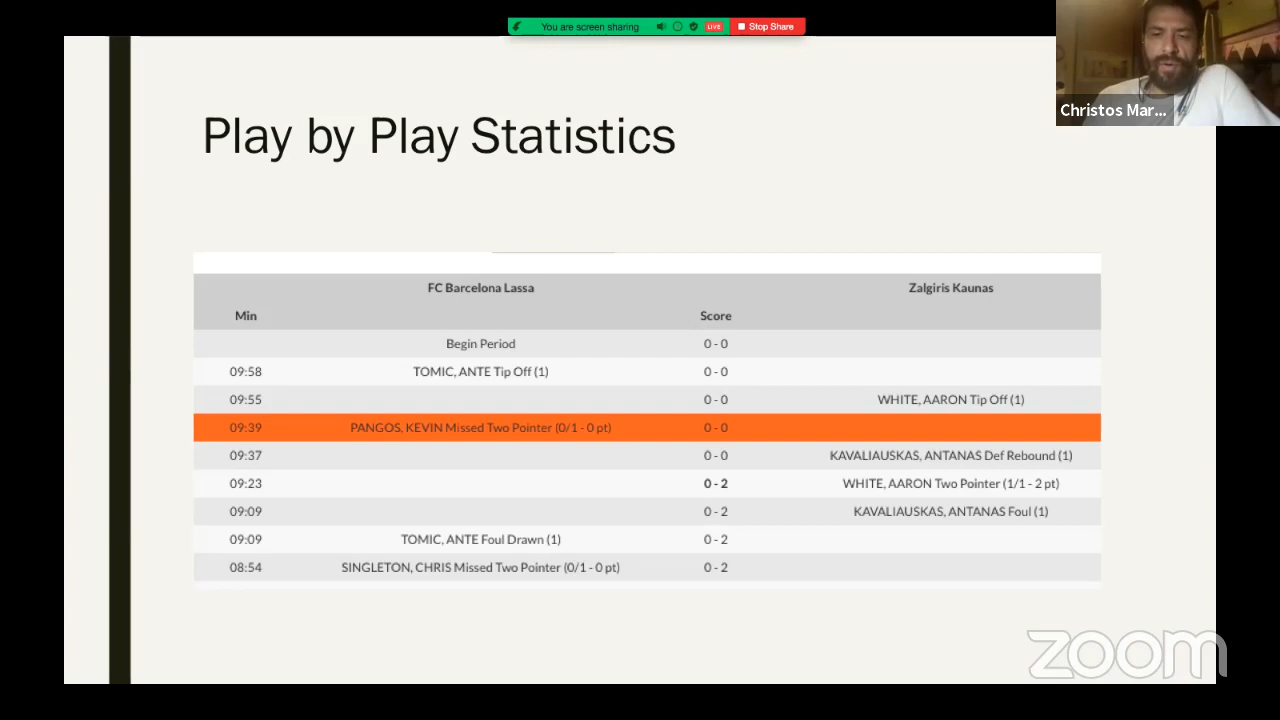 You are screen sharing LIVE Stop Share
Christos Mar...
Play by Play Statistics
FC Barcelona Lassa Zalgiris Kaunas
Min Score
Begin Period 0 - 0
09:58 TOMIC, ANTE Tip Off (1) 0 - 0
09:55 0 - 0 WHITE, AARON Tip Off (1)
09:39 PANGOS, KEVIN Missed Two Pointer (0/1 - 0 pt) 0 - 0
09:37 0 - 0 KAVALIAUSKAS, ANTANAS Def Rebound (1)
09:23 0 - 2 WHITE, AARON Two Pointer (1/1 - 2 pt)
09:09 0 - 2 KAVALIAUSKAS, ANTANAS Foul (1)
09:09 TOMIC, ANTE Foul Drawn (1) 0 - 2
08:54 SINGLETON, CHRIS Missed Two Pointer (0/1 - 0 pt) 0 - 2
zoom